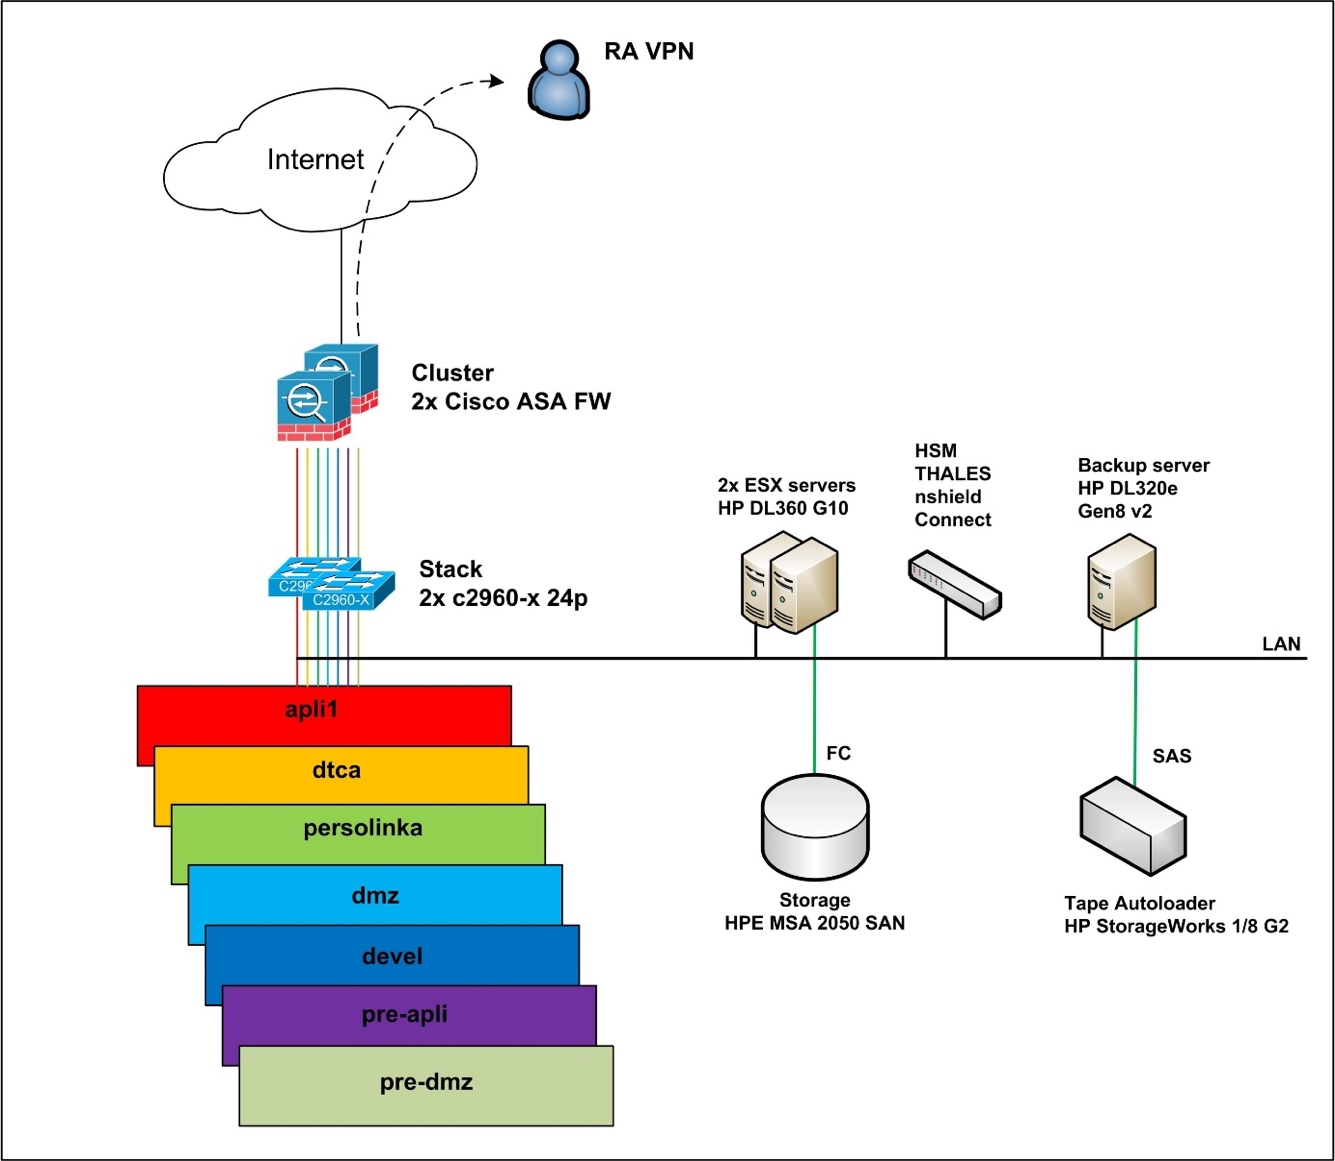 RA VPN
Internet
Cluster
2x Cisco ASA FW
HSM
THALES
nshield
Connect
Backup server
HP DL320e
Gen8 v2
2x ESX servers
HP DL360 G10
Stack
2x c2960-x 24p
C296
C2960-X
LAN
apli1
dtca
persolinka
dmz
devel
pre-apli
pre-dmz
FC
SAS
Storage
HPE MSA 2050 SAN
Tape Autoloader
HP StorageWorks 1/8 G2